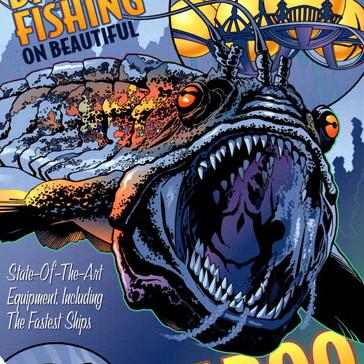 FISHING
ON BEAUTIFUL
State-Of-The-Art
Equipment, Including
The Fastest Ships